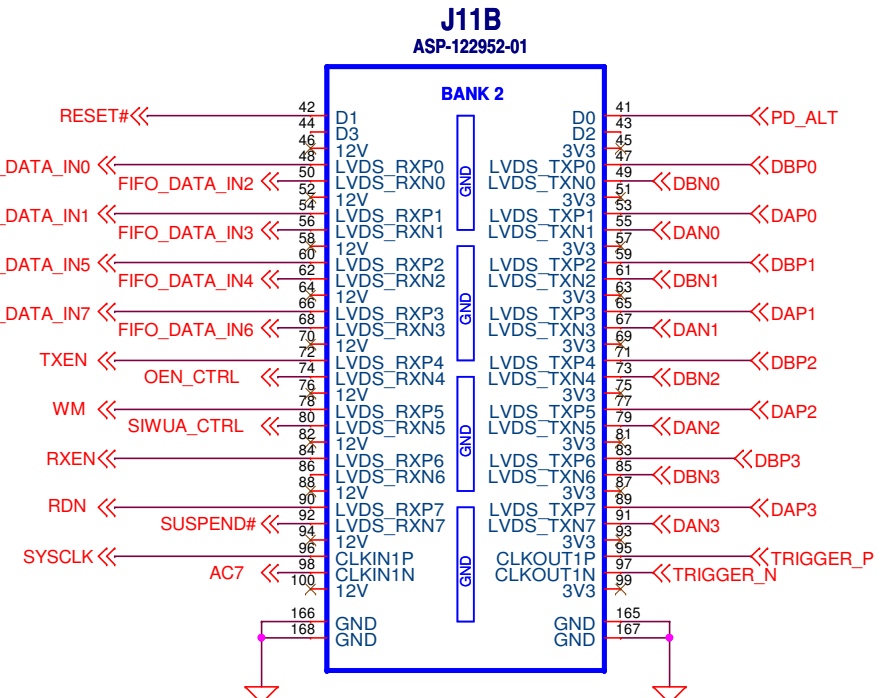 J11B
ASP-122952-01
BANK 2
RESET# 42 D1 D0 41 PD_ALT
44 D3 D2 43
46 12V 3V3 45
_DATA_IN0 48 LVDS_RXP0 LVDS_TXP0 47 DBP0
FIFO_DATA_IN2 50 LVDS_RXN0 GND LVDS_TXN0 49 DBN0
52 12V 3V3 51
_DATA_IN1 54 LVDS_RXP1 LVDS_TXP1 53 DAP0
FIFO_DATA_IN3 56 LVDS_RXN1 LVDS_TXN1 55 DAN0
58 12V 3V3 57
_DATA_IN5 60 LVDS_RXP2 LVDS_TXP2 59 DBP1
FIFO_DATA_IN4 62 LVDS_RXN2 LVDS_TXN2 61 DBN1
64 12V GND 3V3 63
_DATA_IN7 66 LVDS_RXP3 LVDS_TXP3 65 DAP1
FIFO_DATA_IN6 68 LVDS_RXN3 LVDS_TXN3 67 DAN1
70 12V 3V3 69
TXEN 72 LVDS_RXP4 LVDS_TXP4 71 DBP2
OEN_CTRL 74 LVDS_RXN4 LVDS_TXN4 73 DBN2
76 12V 3V3 75
WM 78 LVDS_RXP5 LVDS_TXP5 77 DAP2
SIWUA_CTRL 80 LVDS_RXN5 LVDS_TXN5 79 DAN2
82 12V GND 3V3 81
RXEN 84 LVDS_RXP6 LVDS_TXP6 83 DBP3
86 LVDS_RXN6 LVDS_TXN6 85 DBN3
88 12V 3V3 87
RDN 90 LVDS_RXP7 LVDS_TXP7 89 DAP3
SUSPEND# 92 LVDS_RXN7 LVDS_TXN7 91 DAN3
94 12V 3V3 93
SYSCLK 96 CLKIN1P CLKOUT1P 95 TRIGGER_P
AC7 98 CLKIN1N GND CLKOUT1N 97 TRIGGER_N
100 12V 3V3 99
166 GND GND 165
168 GND GND 167